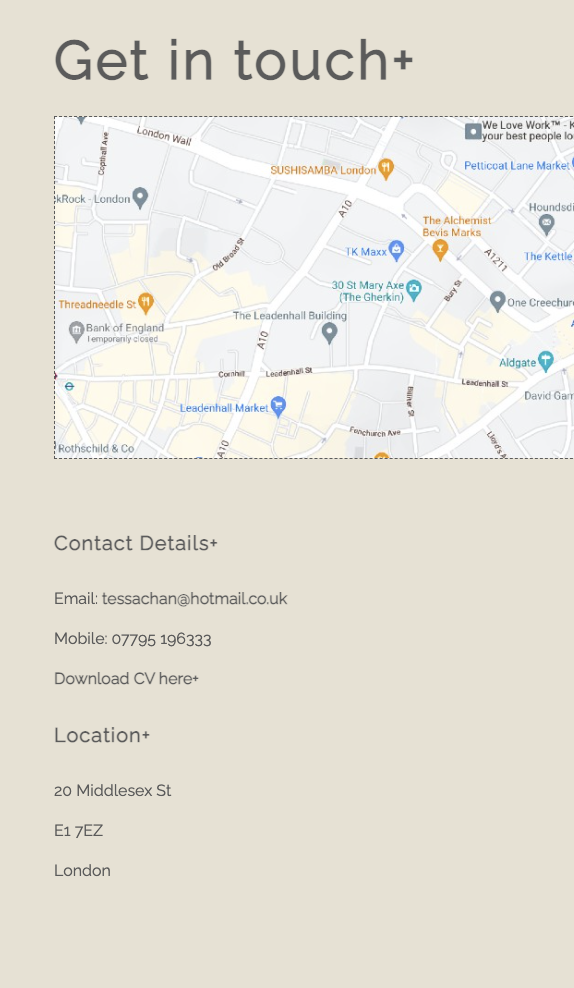 Get in touch+
We Love Work™ - K
your best people lo
London Wall
Copthall Ave
SUSHISAMBA London
Petticoat Lane Market
kRock - London
A10
Houndsdi
The Alchemist
Bevis Marks
TK Maxx
Old Broad St
A1211
The Kettle
30 St Mary Axe
(The Gherkin)
Bury St
Threadneedle St
One Creechur
The Leadenhall Building
Bank of England
Temporarily closed
A10
Aldgate
Cornhill
Leadenhall St
Leadenhall St
Billiter St
David Gam
Leadenhall Market
Fenchurch Ave
A10
Rothschild & Co
Contact Details+
Email: tessachan@hotmail.co.uk
Mobile: 07795 196333
Download CV here+
Location+
20 Middlesex St
E1 7EZ
London